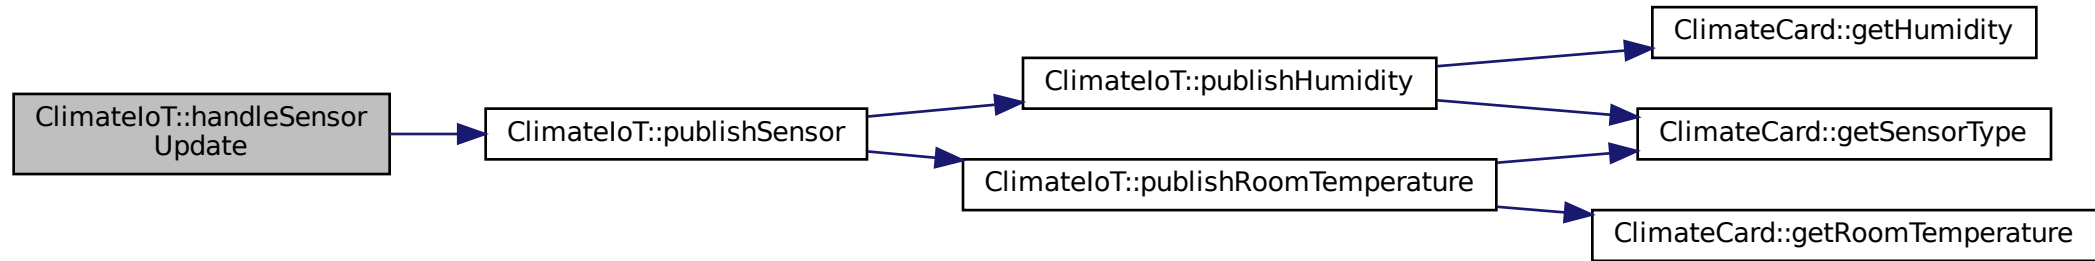 ClimateIoT::handleSensor
Update
ClimateIoT::publishSensor
ClimateIoT::publishHumidity
ClimateIoT::publishRoomTemperature
ClimateCard::getHumidity
ClimateCard::getSensorType
ClimateCard::getRoomTemperature